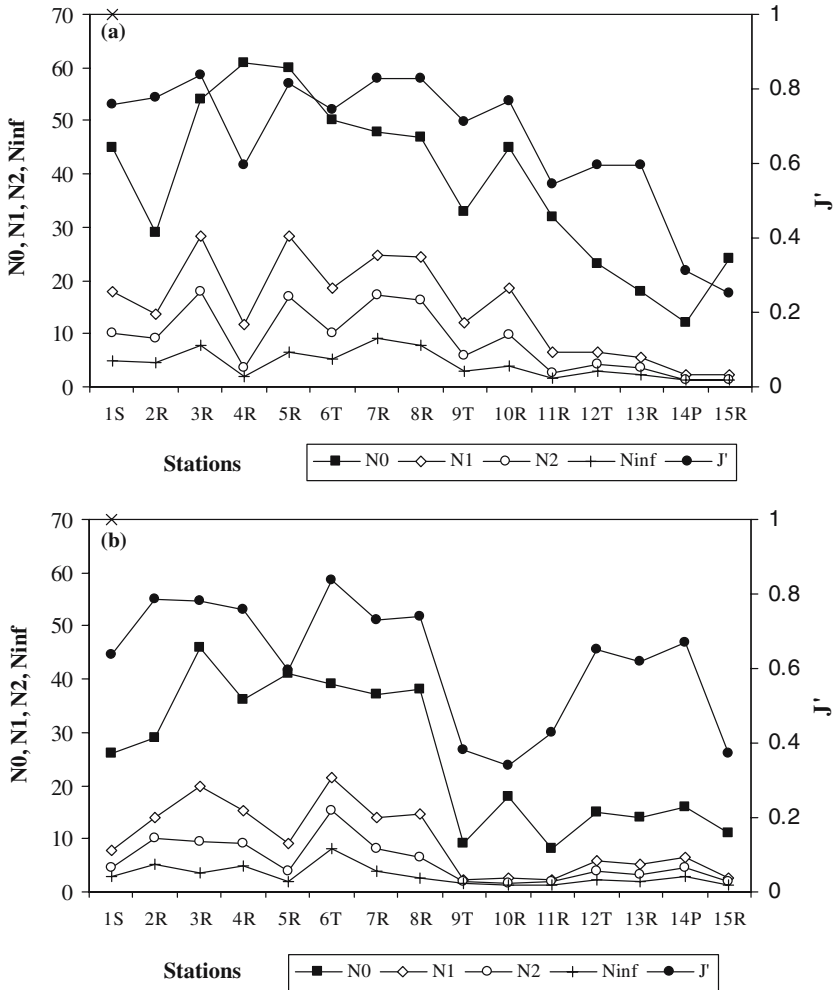 (a)
N0, N1, N2, Ninf
70
60
50
40
30
20
10
0
1
0.8
0.6
0.4
0.2
0
J'
1S 2R 3R 4R 5R 6T 7R 8R 9T 10R 11R 12T 13R 14P 15R
Stations
N0 N1 N2 Ninf J'
(b)
N0, N1, N2, Ninf
70
60
50
40
30
20
10
0
1
0.8
0.6
0.4
0.2
0
J'
1S 2R 3R 4R 5R 6T 7R 8R 9T 10R 11R 12T 13R 14P 15R
Stations
N0 N1 N2 Ninf J'